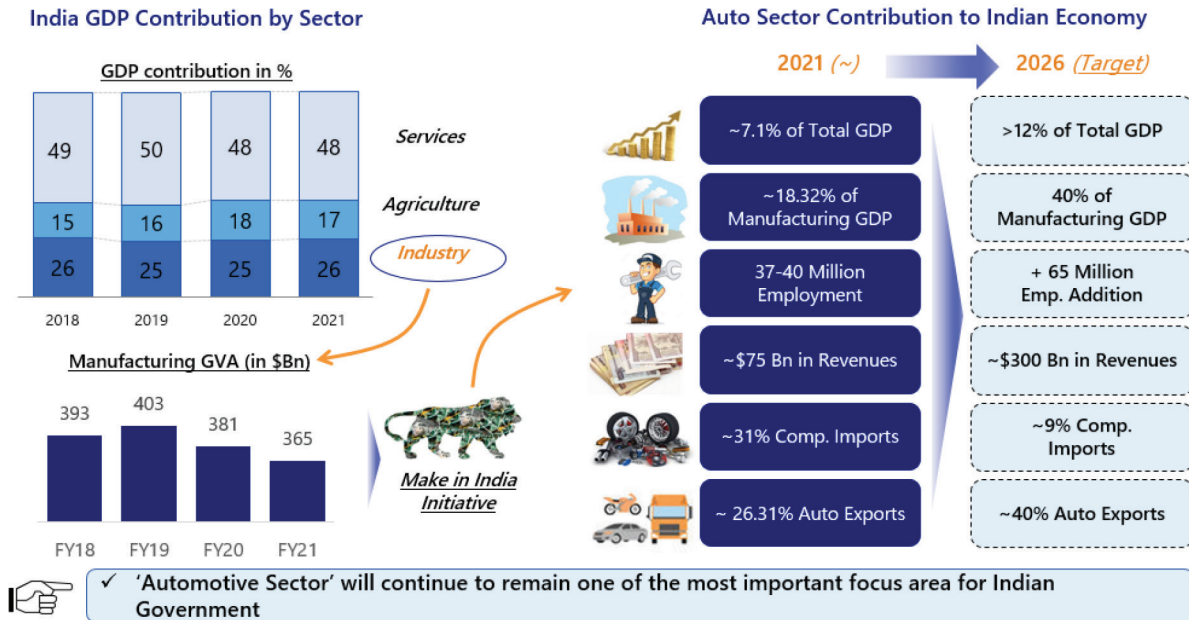 India GDP Contribution by Sector
GDP contribution in %
49
50
48
48
Services
15
16
18
17
Agriculture
26
25
25
26
Industry
2018
2019
2020
2021
Manufacturing GVA (in $Bn)
393
403
381
365
FY18
FY19
FY20
FY21
Make in India
Initiative
Auto Sector Contribution to Indian Economy
2021 (~)
2026 (Target)
~7.1% of Total GDP
>12% of Total GDP
~18.32% of
Manufacturing GDP
40% of
Manufacturing GDP
37-40 Million
Employment
+ 65 Million
Emp. Addition
~$75 Bn in Revenues
~$300 Bn in Revenues
~31% Comp. Imports
~9% Comp.
Imports
~ 26.31% Auto Exports
~40% Auto Exports
✓ ‘Automotive Sector’ will continue to remain one of the most important focus area for Indian
Government